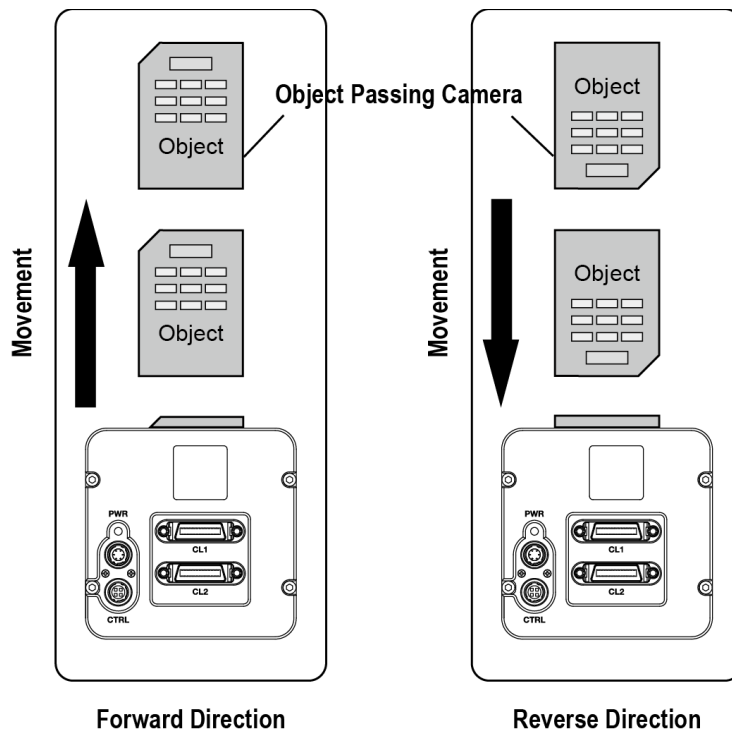 Object
Object
Object Passing Camera
Movement
Object
PWR
CL1
CL2
CTRL
Forward Direction
Object
Object
Movement
PWR
CL1
CL2
CTRL
Reverse Direction